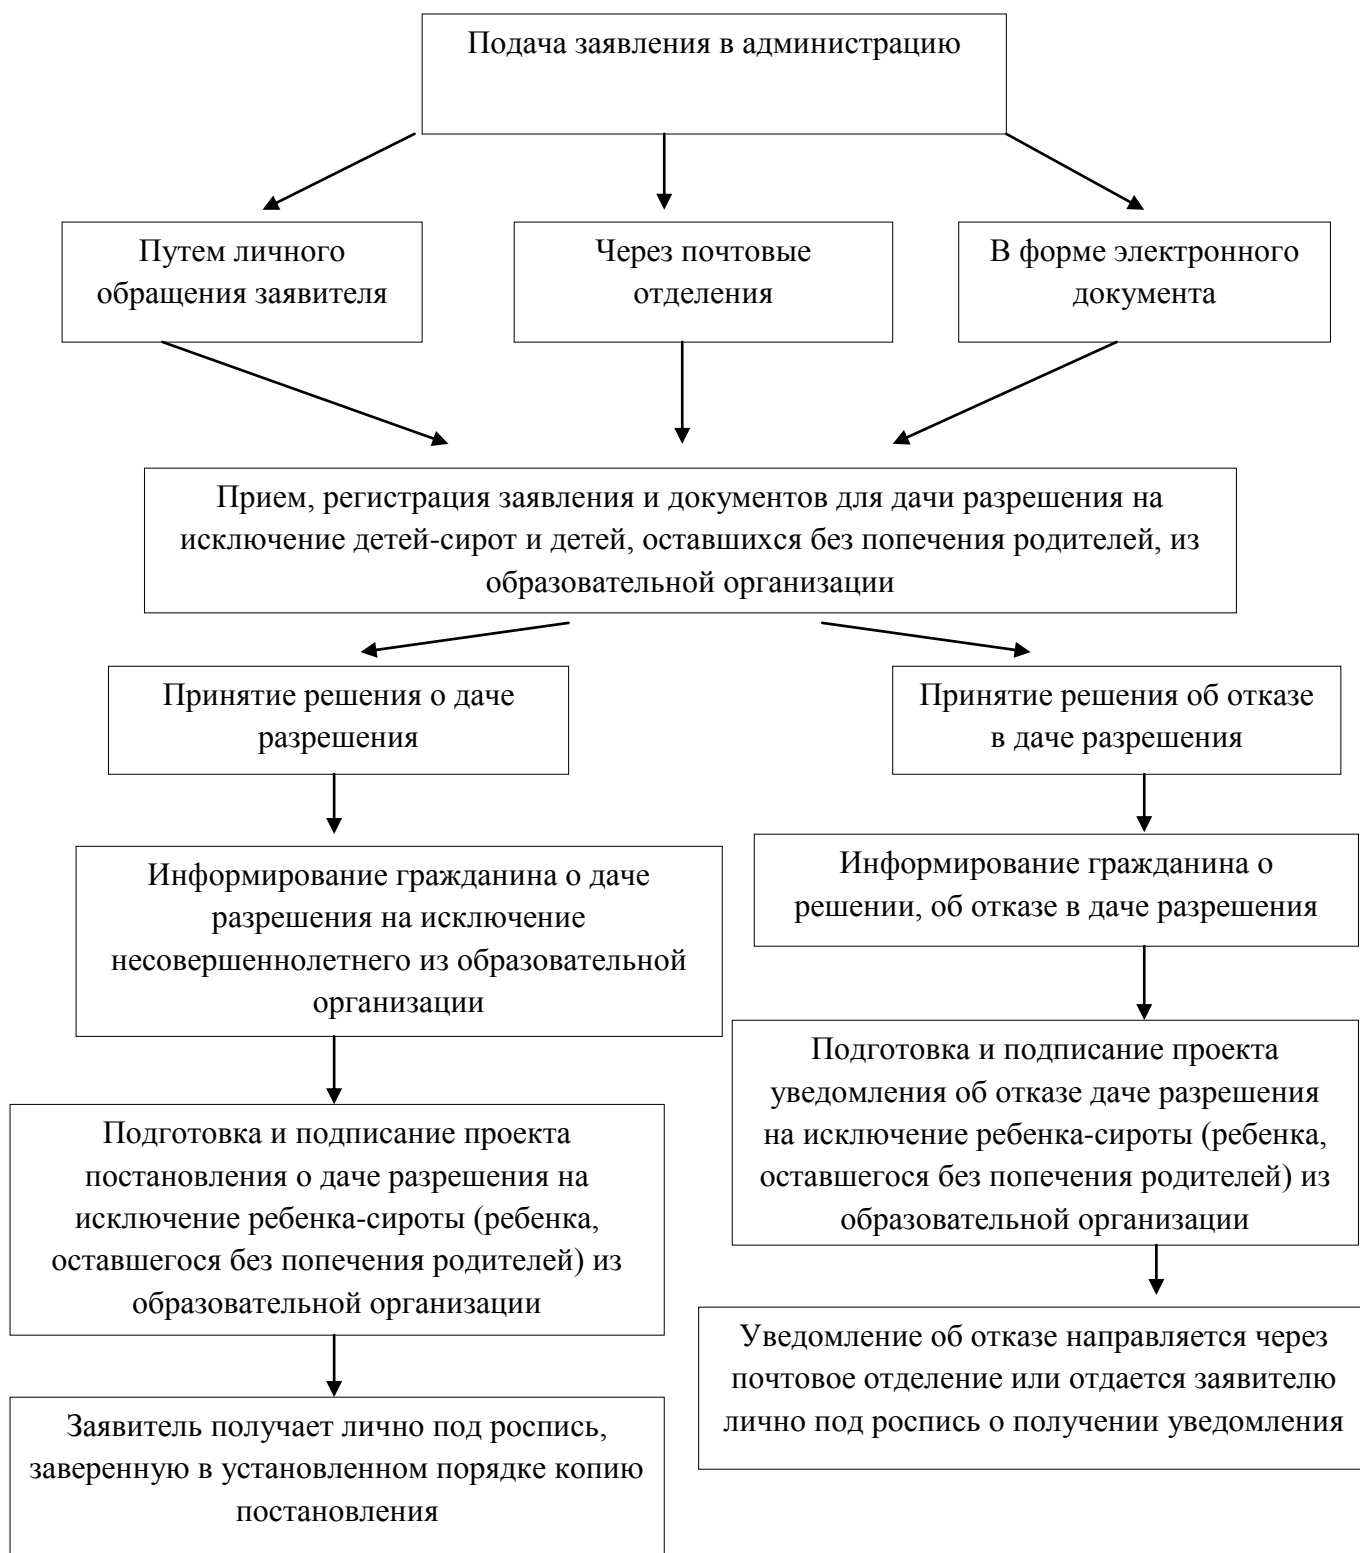 Подача заявления в администрацию
Путем личного
обращения заявителя
Через почтовые
отделения
В форме электронного
документа
Прием, регистрация заявления и документов для дачи разрешения на
исключение детей-сирот и детей, оставшихся без попечения родителей, из
образовательной организации
Принятие решения о даче
разрешения
Принятие решения об отказе
в даче разрешения
Информирование гражданина о даче
разрешения на исключение
несовершеннолетнего из образовательной
организации
Информирование гражданина о
решении, об отказе в даче разрешения
Подготовка и подписание проекта
постановления о даче разрешения на
исключение ребенка-сироты (ребенка,
оставшегося без попечения родителей) из
образовательной организации
Подготовка и подписание проекта
уведомления об отказе даче разрешения
на исключение ребенка-сироты (ребенка,
оставшегося без попечения родителей) из
образовательной организации
Заявитель получает лично под роспись,
заверенную в установленном порядке копию
постановления
Уведомление об отказе направляется через
почтовое отделение или отдается заявителю
лично под роспись о получении уведомления